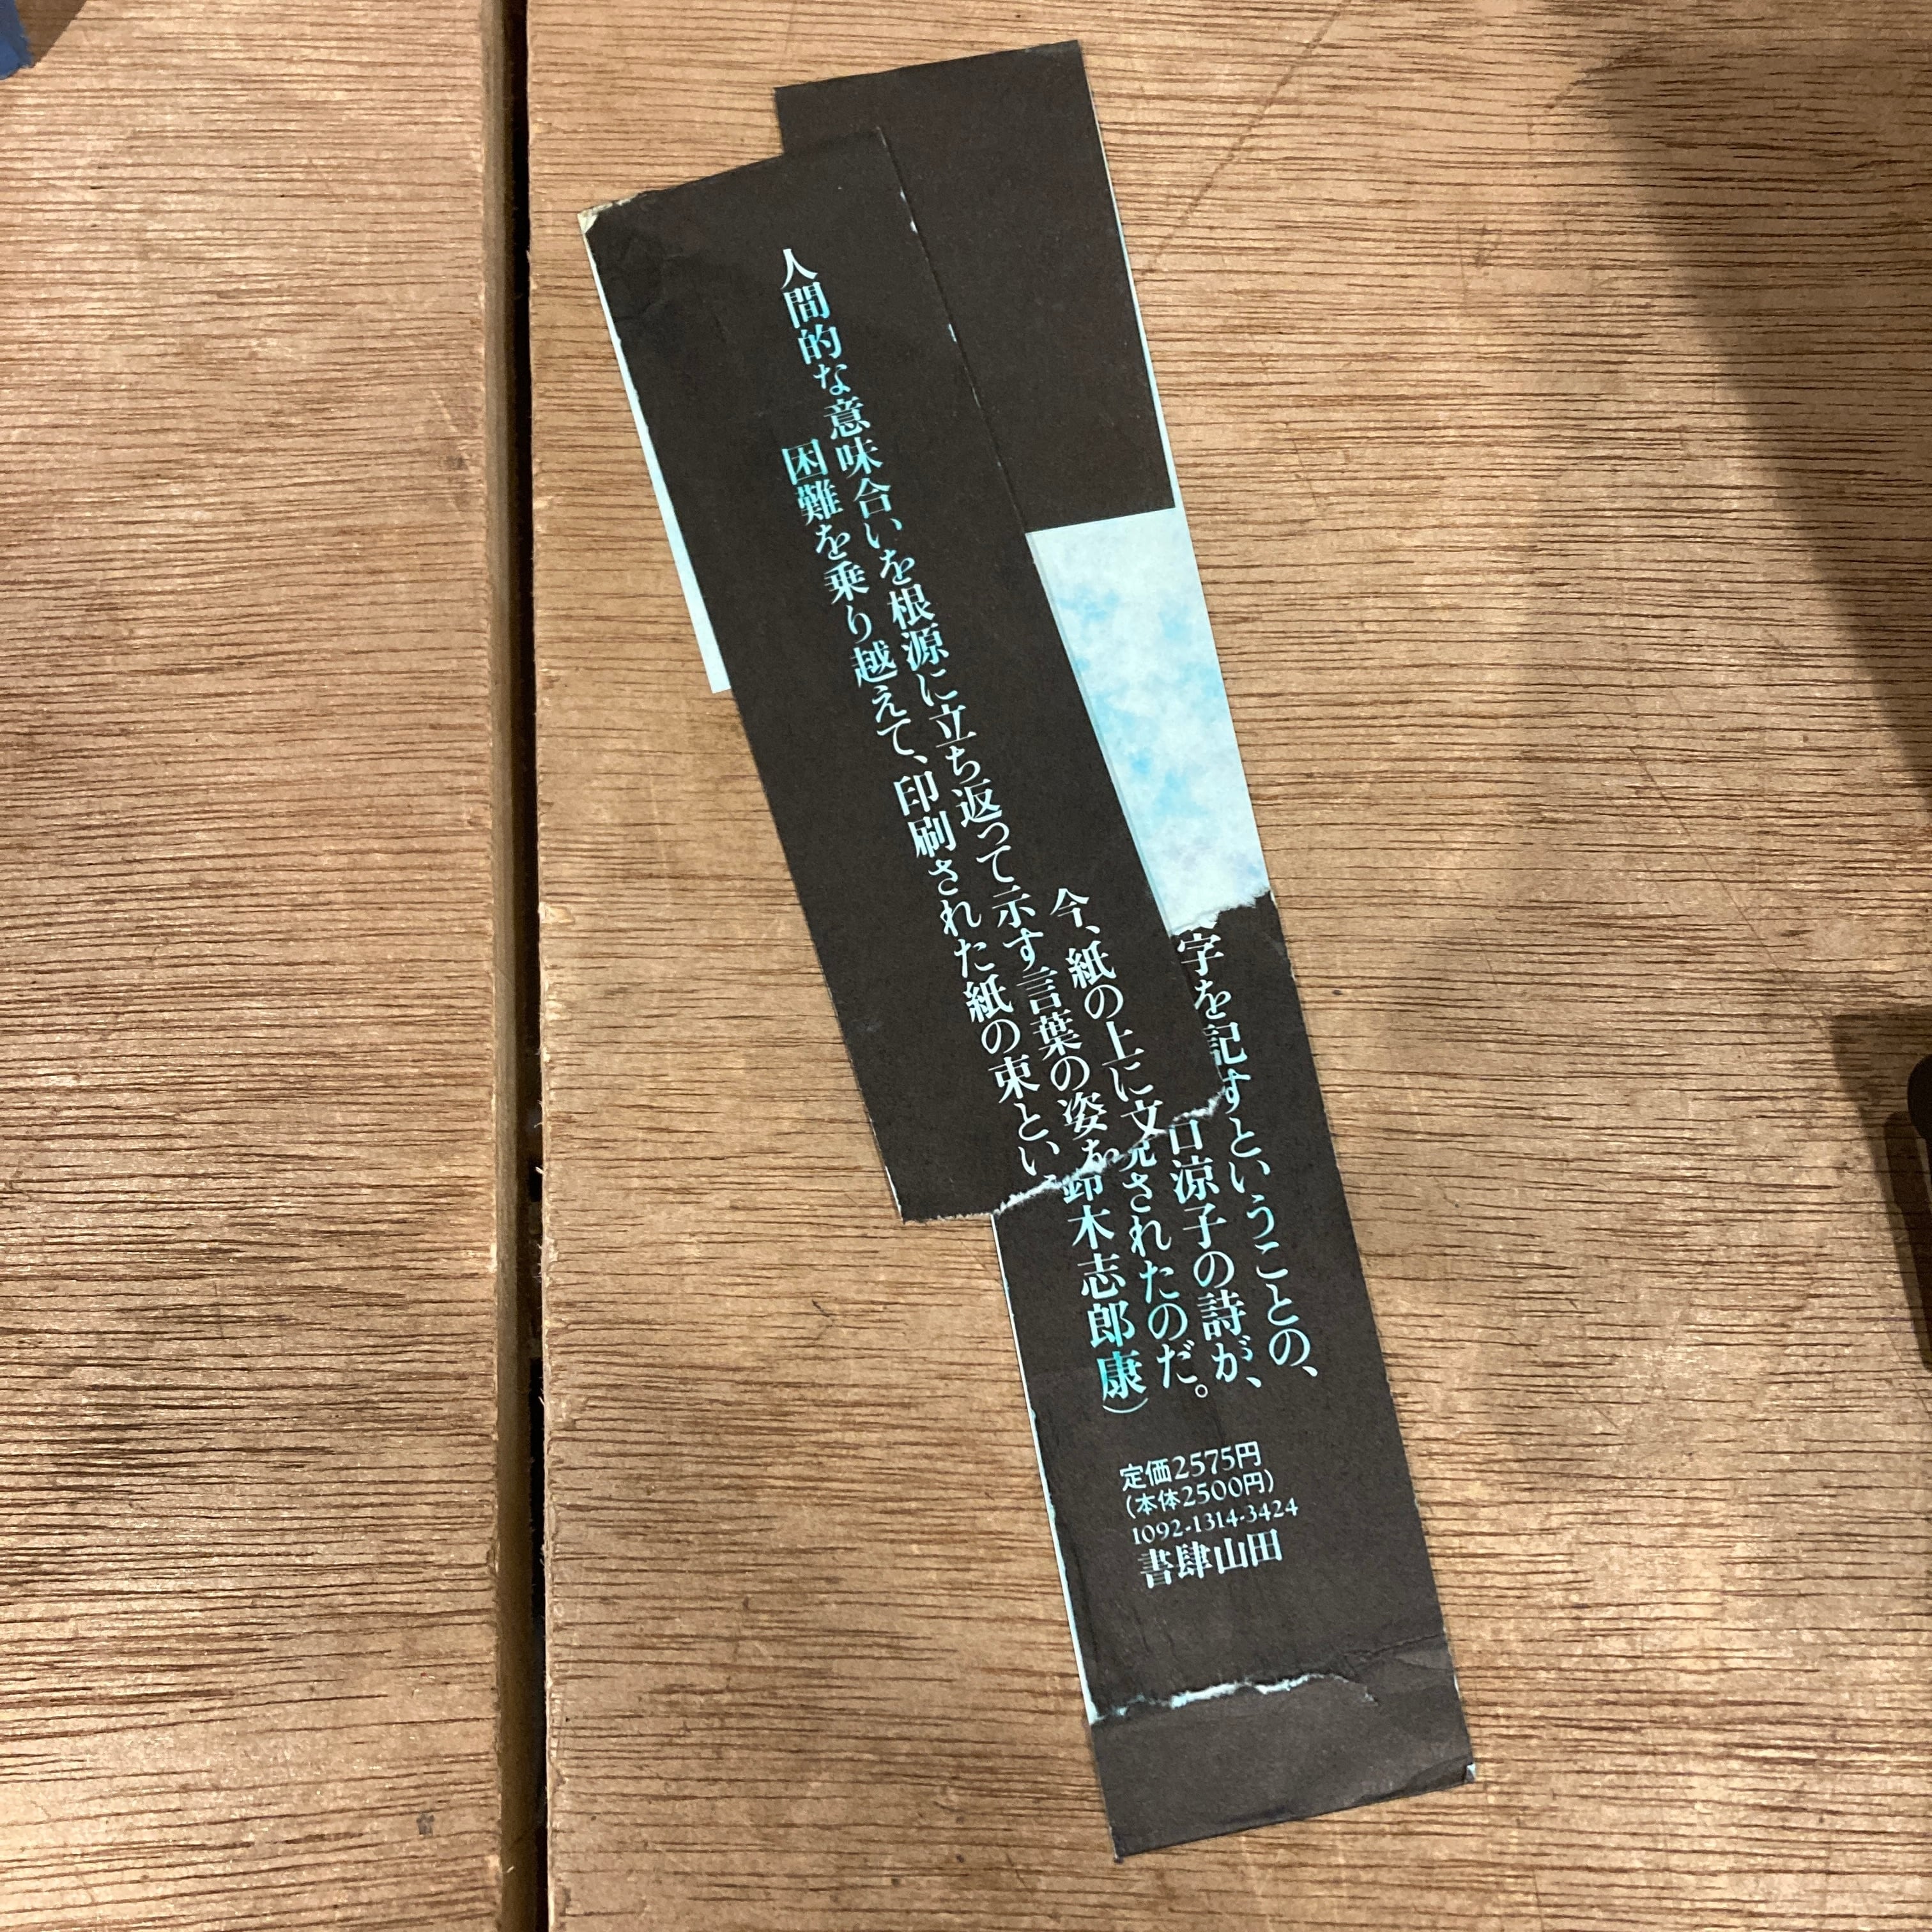 今、紙の上に文字を記すということの、
人間的な意味合いを根源に立ち返って示す言葉の姿を口涼子の詩が、
困難を乗り越えて、印刷された紙の束といされたのだ。
鈴木志郎康）
定価2575円
（本体2500円）
1092-1314-3424
書肆山田